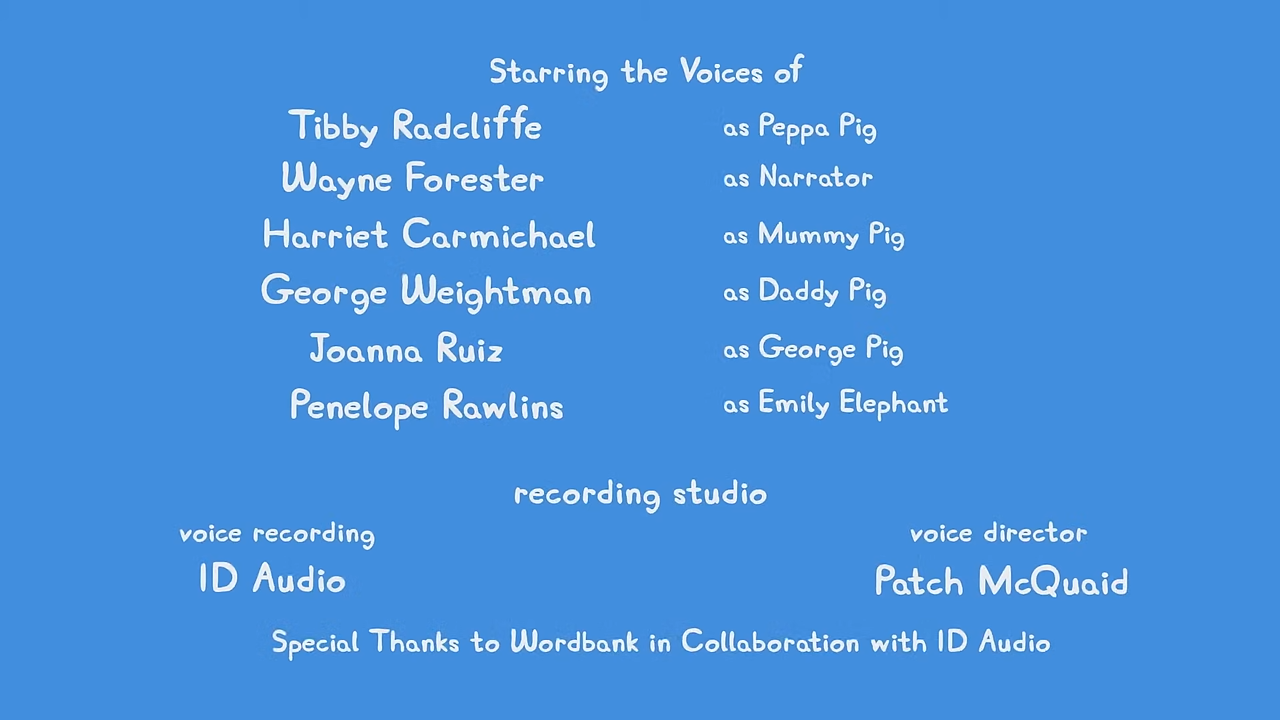 Starring the Voices of
Tibby Radcliffe as Peppa Pig
Wayne Forester as Narrator
Harriet Carmichael as Mummy Pig
George Weightman as Daddy Pig
Joanna Ruiz as George Pig
Penelope Rawlins as Emily Elephant
recording studio
voice recording voice director
ID Audio Patch McQuaid
Special Thanks to Wordbank in Collaboration with ID Audio